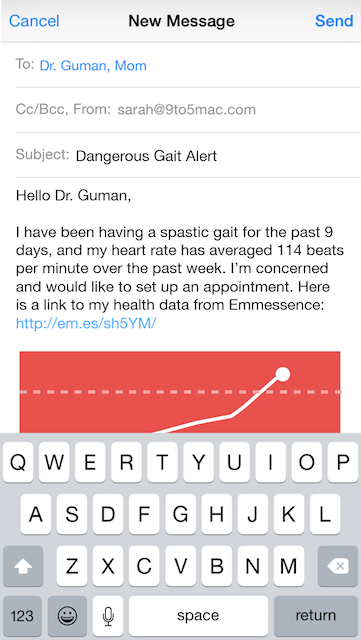 Cancel New Message Send
To: Dr. Guman, Mom
Cc/Bcc, From: sarah@9to5mac.com
Subject: Dangerous Gait Alert
Hello Dr. Guman,
I have been having a spastic gait for the past 9
days, and my heart rate has averaged 114 beats
per minute over the past week. I’m concerned
and would like to set up an appointment. Here
is a link to my health data from Emmessence:
http://em.es/sh5YM/
Q W E R T Y U I O P
A S D F G H J K L
Z X C V B N M
123 space return